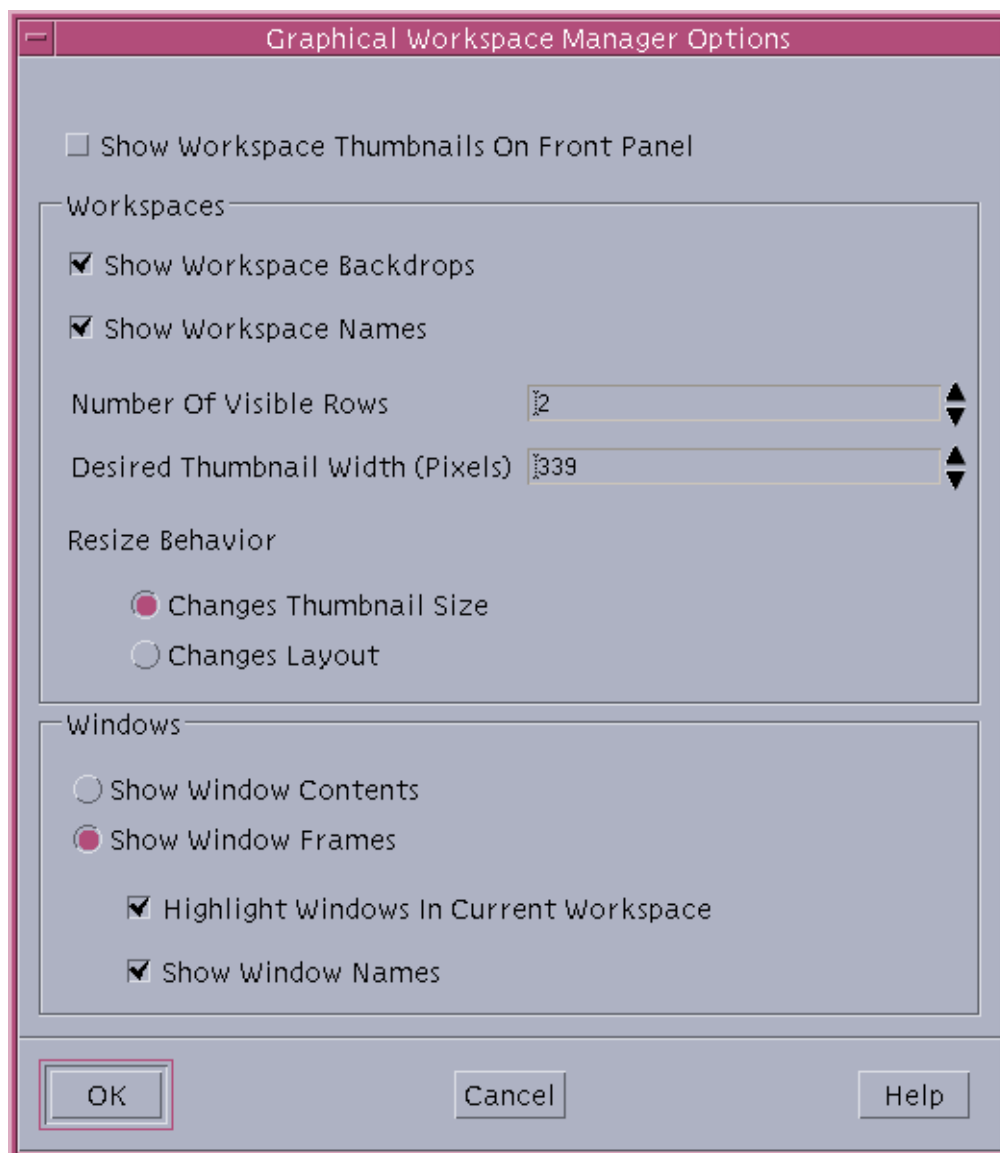 Graphical Workspace Manager Options
Show Workspace Thumbnails On Front Panel
Workspaces
Show Workspace Backdrops
Show Workspace Names
Number Of Visible Rows 2
Desired Thumbnail Width (Pixels) 339
Resize Behavior
Changes Thumbnail Size
Changes Layout
Windows
Show Window Contents
Show Window Frames
Highlight Windows In Current Workspace
Show Window Names
OK Cancel Help